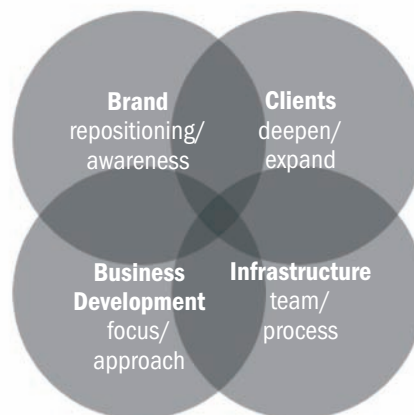 Brand
repositioning/
awareness
Clients
deepen/
expand
Business
Development
focus/
approach
Infrastructure
team/
process